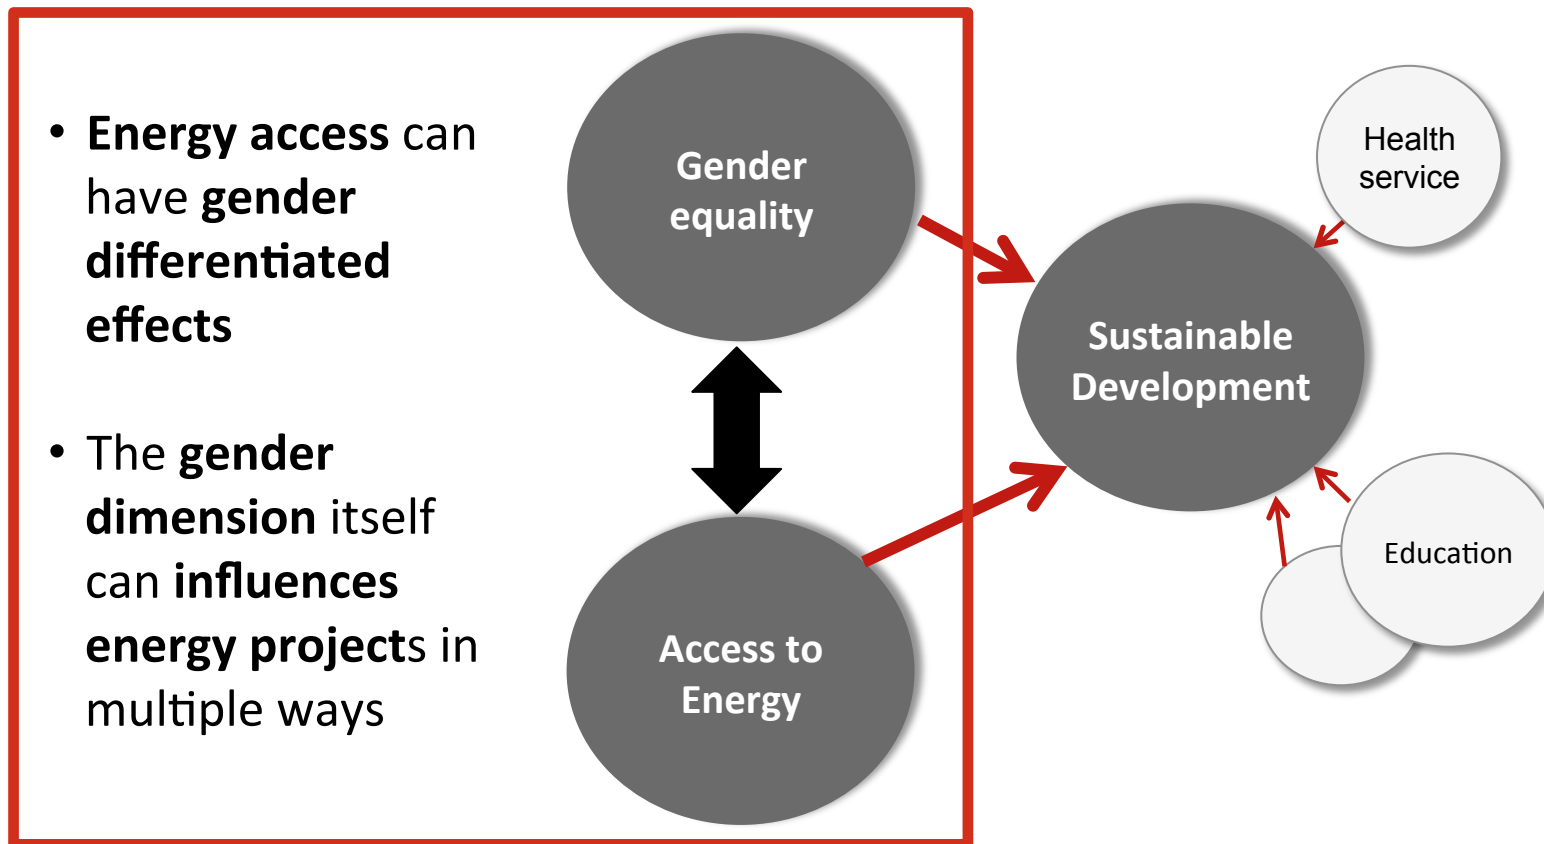 • Energy access can
have gender
differentiated
effects
• The gender
dimension itself
can influences
energy projects in
multiple ways
Gender
equality
Access to
Energy
Sustainable
Development
Health
service
Education